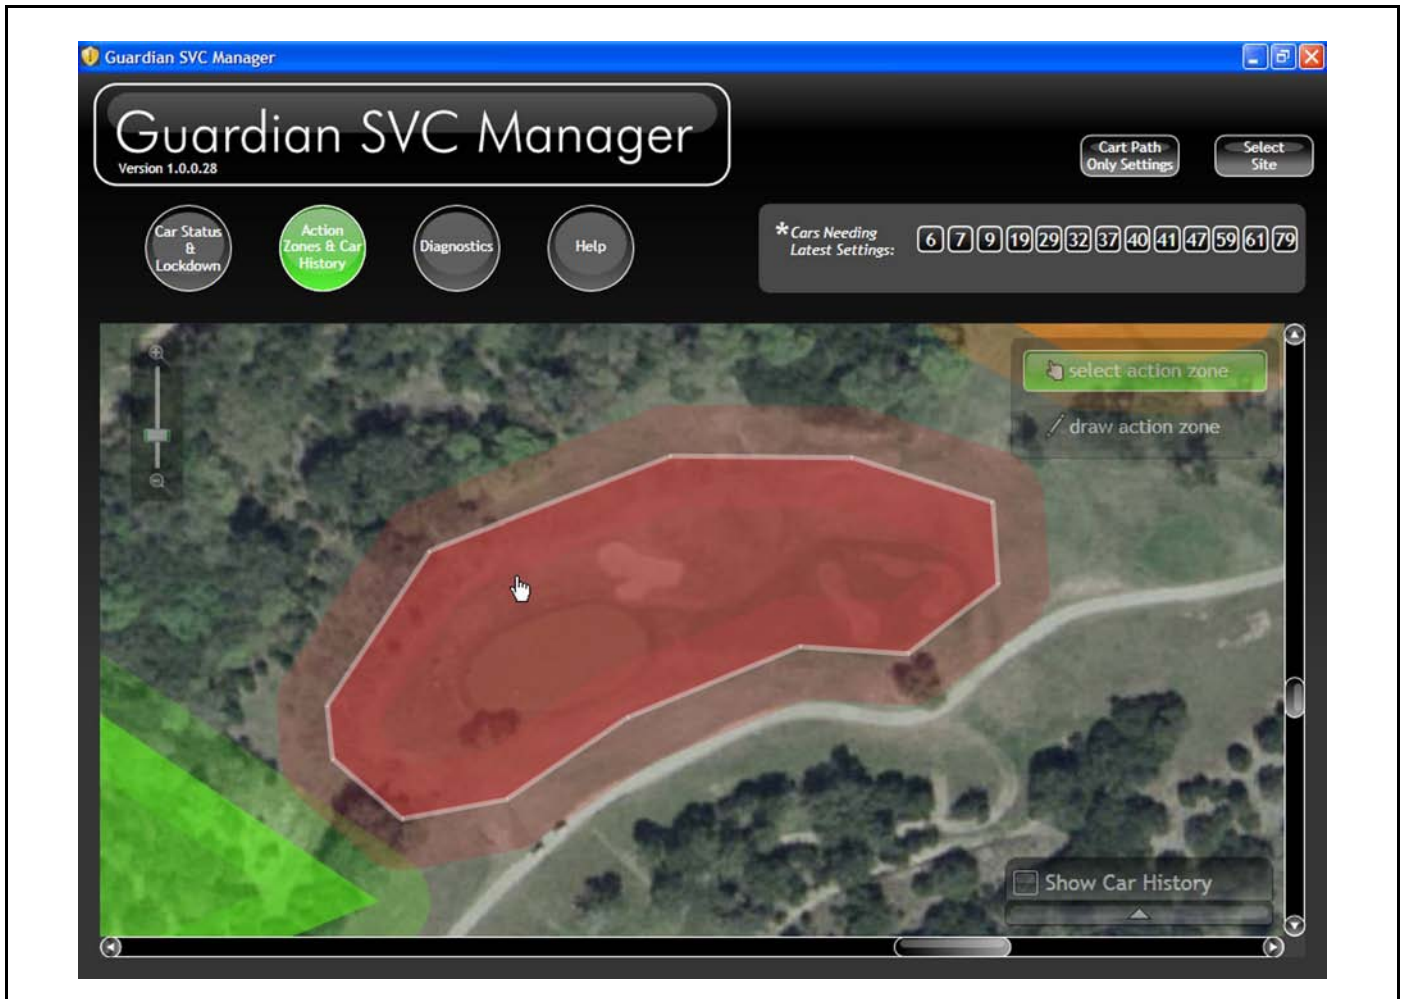 Guardian SVC Manager
Guardian SVC Manager
Version 1.0.0.28
Cart Path
Only Settings
Select
Site
Car Status
&
Lockdown
Action
Zones & Car
History
Diagnostics
Help
*Cars Needing
Latest Settings:
6 7 9 19 29 32 37 40 41 47 59 61 79
select action zone
draw action zone
Show Car History